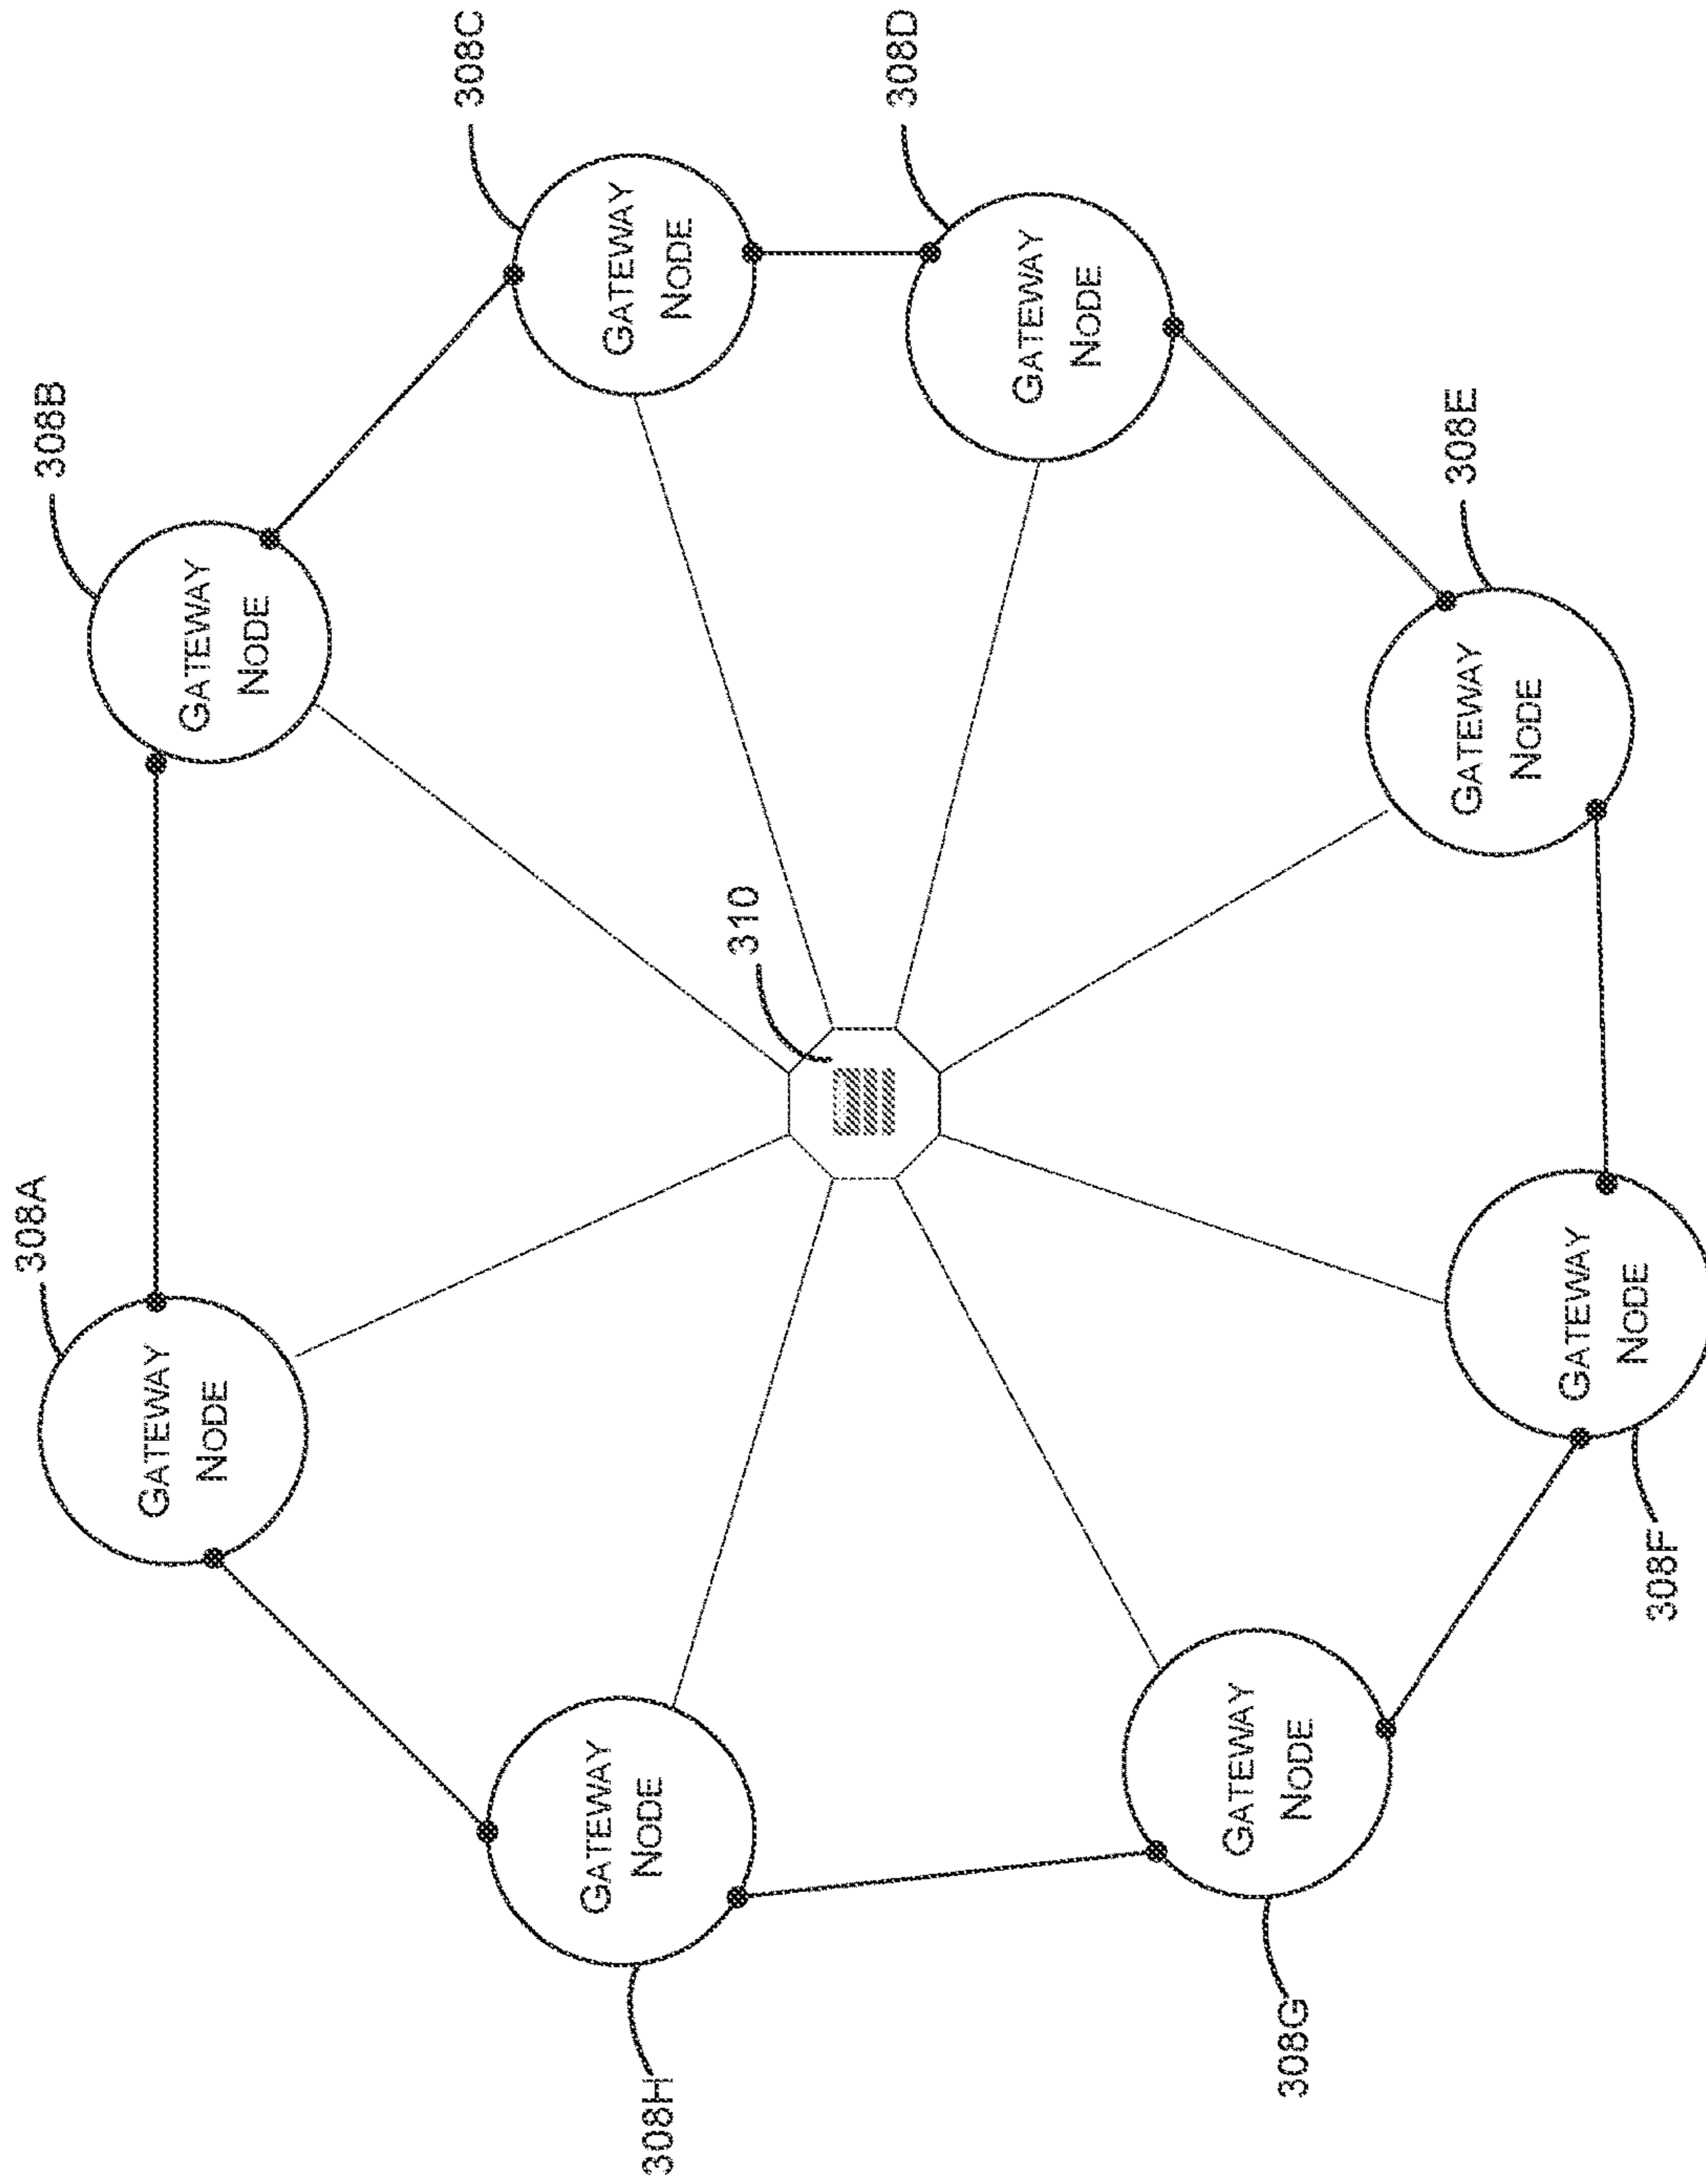 308A
GATEWAY
NODE
308B
GATEWAY
NODE
308C
GATEWAY
NODE
308D
GATEWAY
NODE
308E
GATEWAY
NODE
308F
GATEWAY
NODE
308G
GATEWAY
NODE
308H
GATEWAY
NODE
310